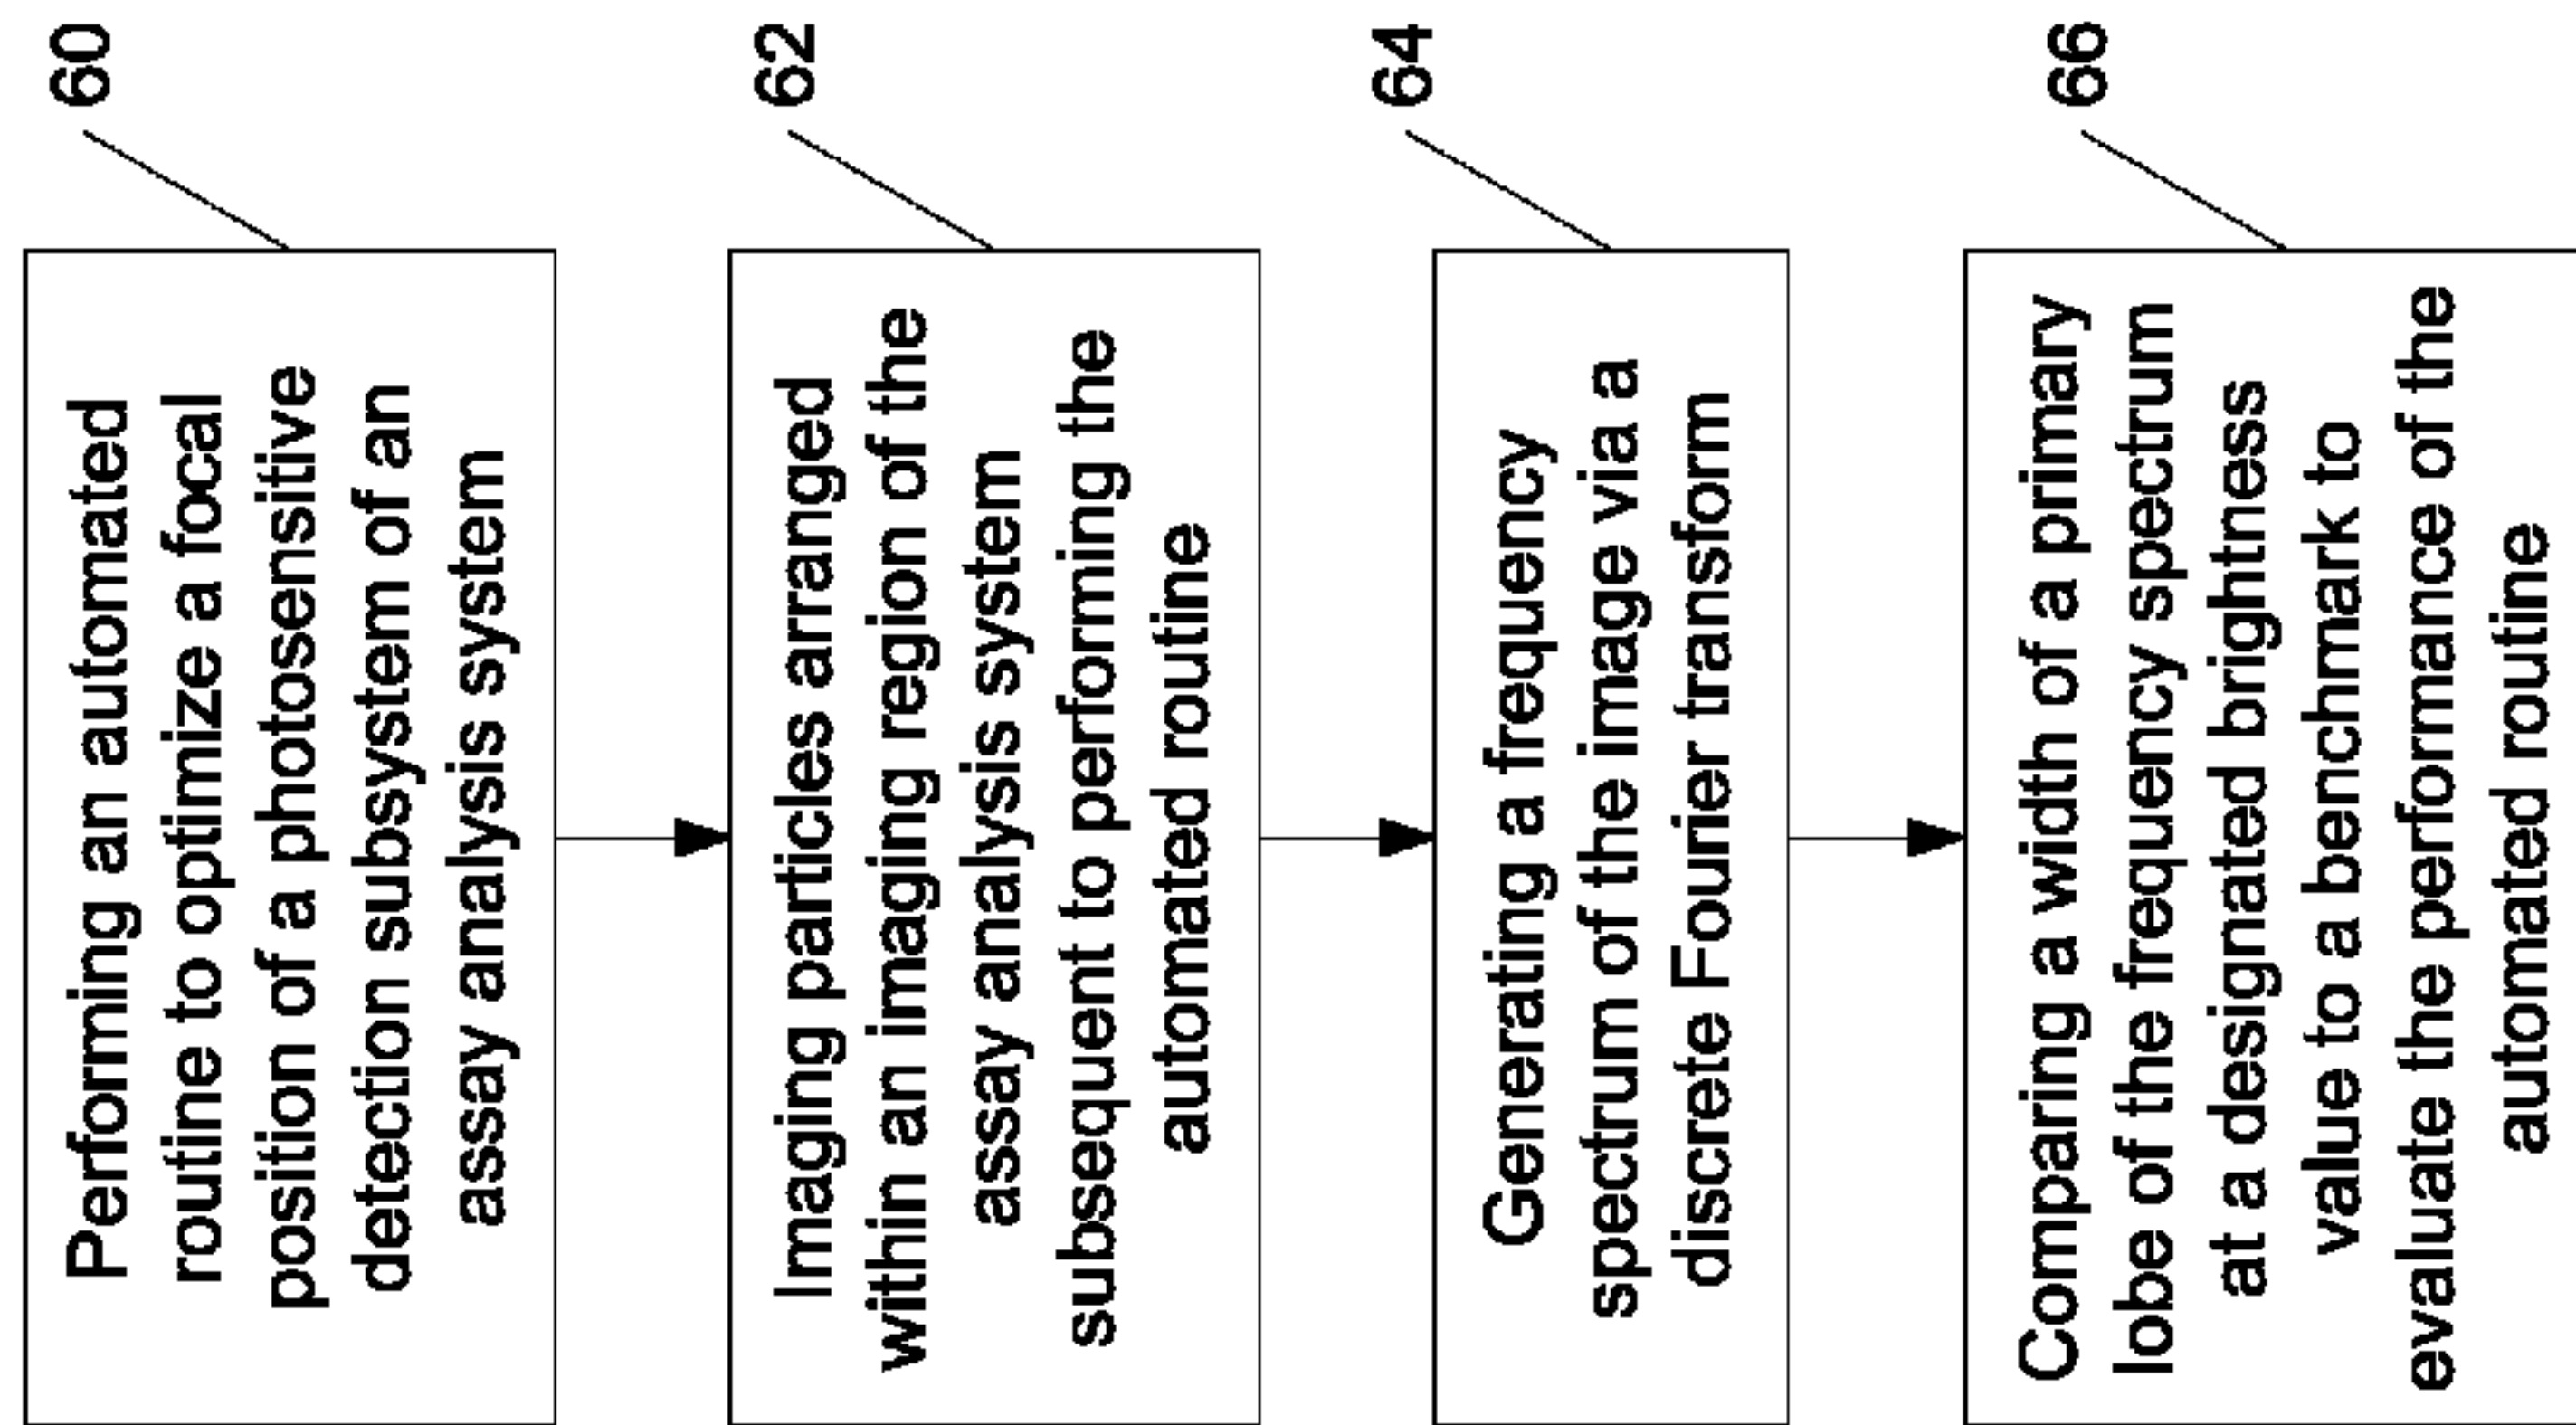 60
Performing an automated
routine to optimize a focal
position of a photosensitive
detection subsystem of an
assay analysis system
62
Imaging particles arranged
within an imaging region of the
assay analysis system
subsequent to performing the
automated routine
64
Generating a frequency
spectrum of the image via a
discrete Fourier transform
66
Comparing a width of a primary
lobe of the frequency spectrum
at a designated brightness
value to a benchmark to
evaluate the performance of the
automated routine